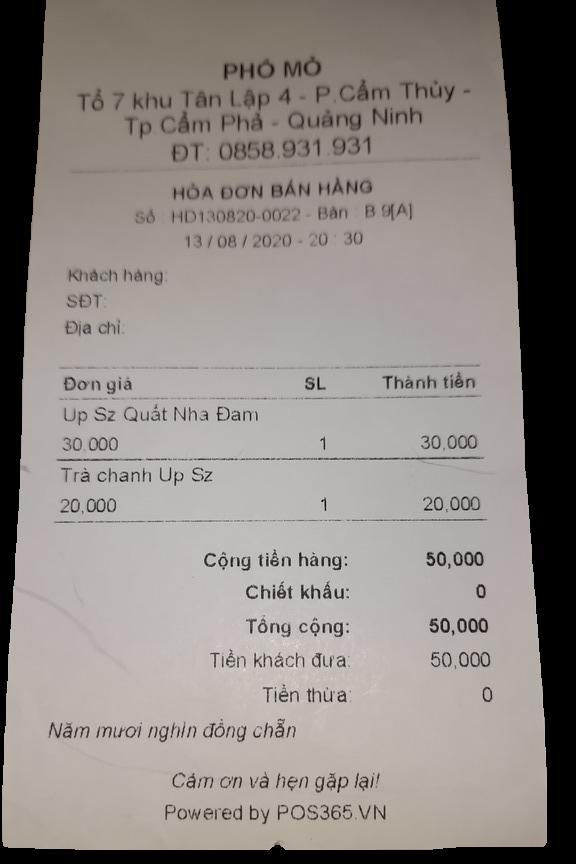 PHỐ MỎ
Tổ 7 khu Tân Lập 4 - P.Cẩm Thủy -
Tp.Cẩm Phả - Quảng Ninh
ĐT: 0858.931.931
HÓA ĐƠN BÁN HÀNG
Số : HD130820-0022 - Bàn : B.9[A]
13 / 08 / 2020 - 20 : 30
Khách hàng:
SĐT:
Địa chỉ:
Đơn giá SL Thành tiền
Up Sz Quất Nha Đam
30,000 1 30,000
Trà chanh Up Sz
20,000 1 20,000
Cộng tiền hàng: 50,000
Chiết khấu: 0
Tổng cộng: 50,000
Tiền khách đưa: 50,000
Tiền thừa: 0
Năm mươi nghìn đồng chẵn
Cảm ơn và hẹn gặp lại!
Powered by POS365.VN